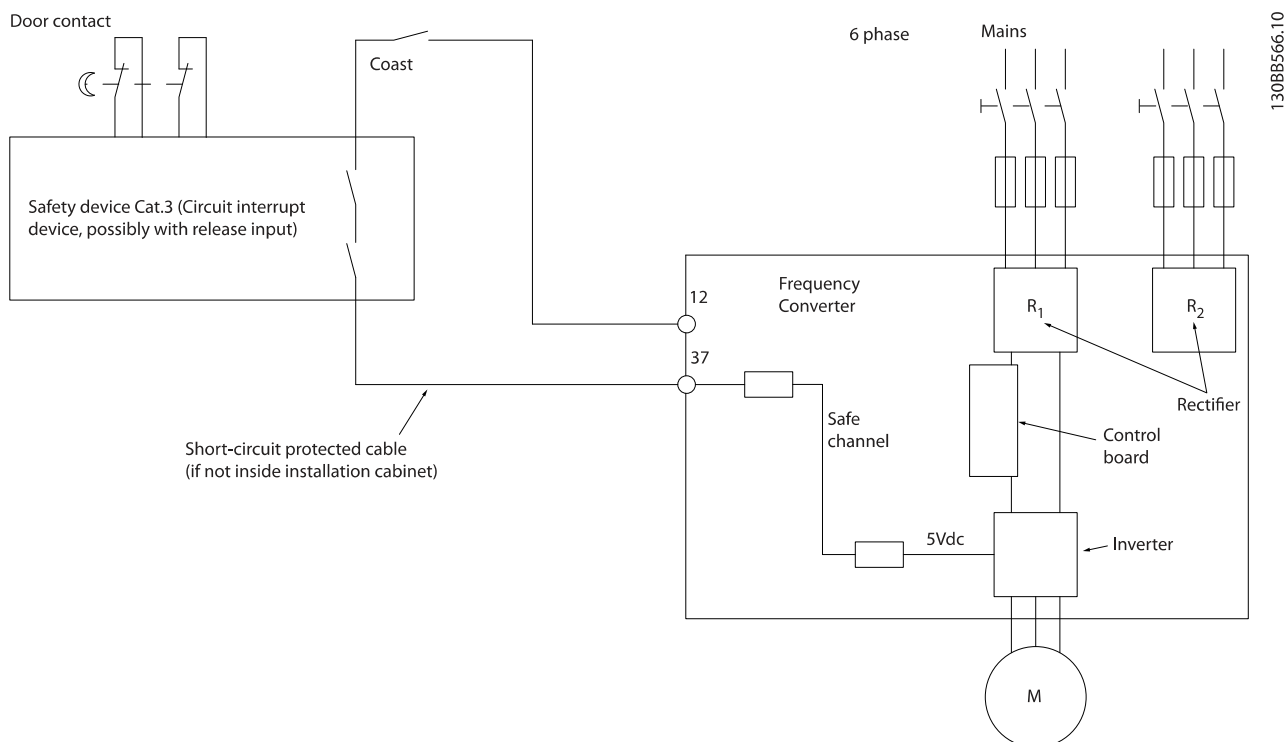 Door contact
6 phase
Mains
130BB566.10
Coast
Safety device Cat.3 (Circuit interrupt
device, possibly with release input)
12
Frequency
Converter
R1
R2
37
Rectifier
Safe
channel
Control
board
Short-circuit protected cable
(if not inside installation cabinet)
5Vdc
Inverter
M